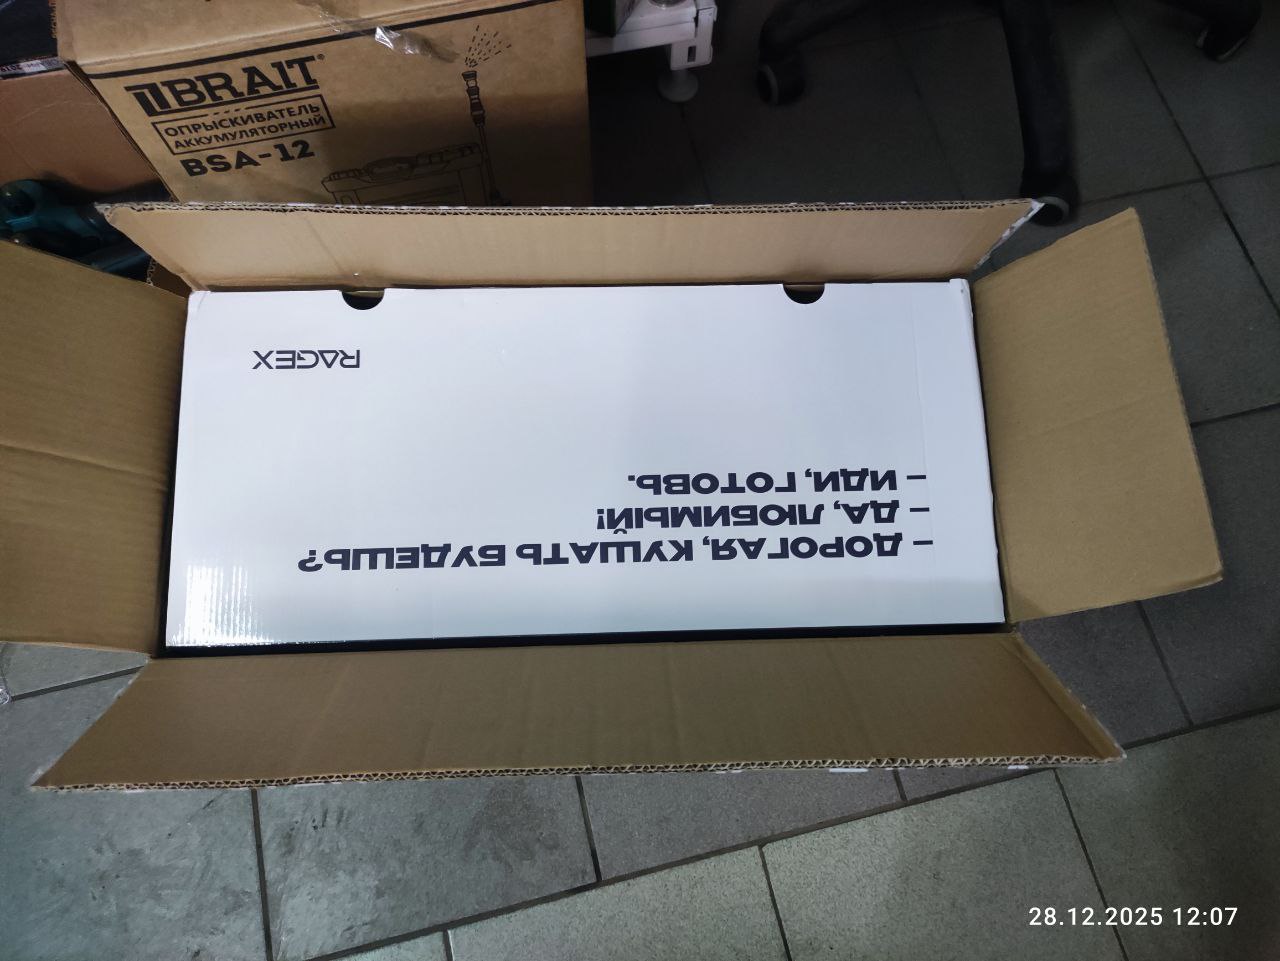 BRAIT
ОПРЫСКИВАТЕЛЬ
АККУМУЛЯТОРНЫЙ
BSA-12
– ДОРОГАЯ, КУШАТЬ БУДЕШЬ?
– ДА, ЛЮБИМЫЙ!
– ИДИ, ГОТОВЬ.
RAGEX
28.12.2025 12:07